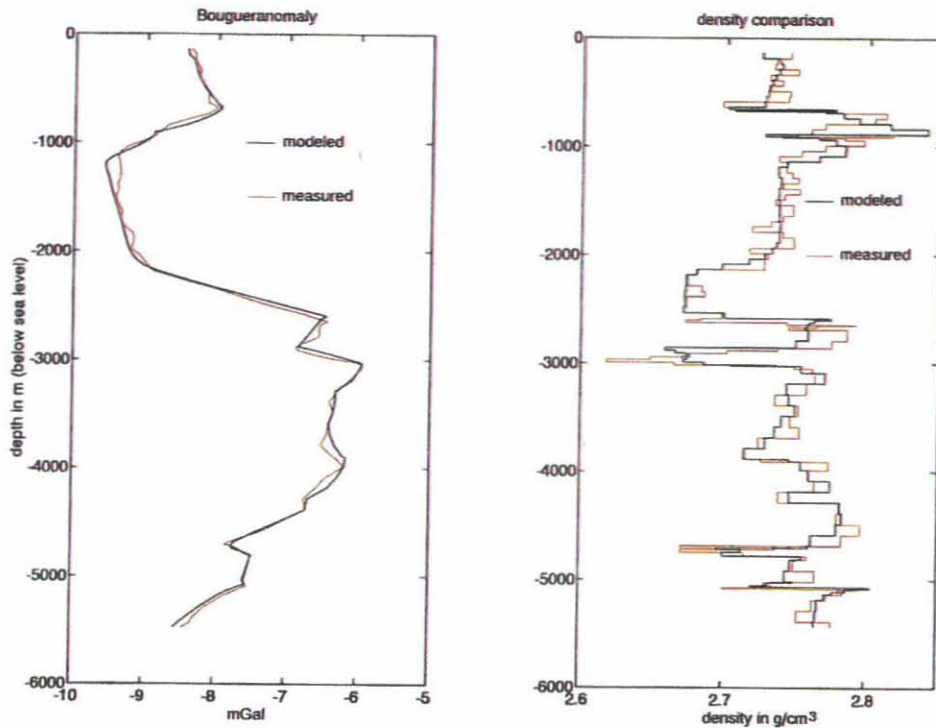 Bougueranomaly
0
-1000
-2000
-3000
-4000
-5000
-6000
depth in m (below sea level)
modeled
measured
-10
-9
-8
-7
-6
-5
mGal
density comparison
0
-1000
-2000
-3000
-4000
-5000
-6000
modeled
measured
2.6
2.7
2.8
density in g/cm³